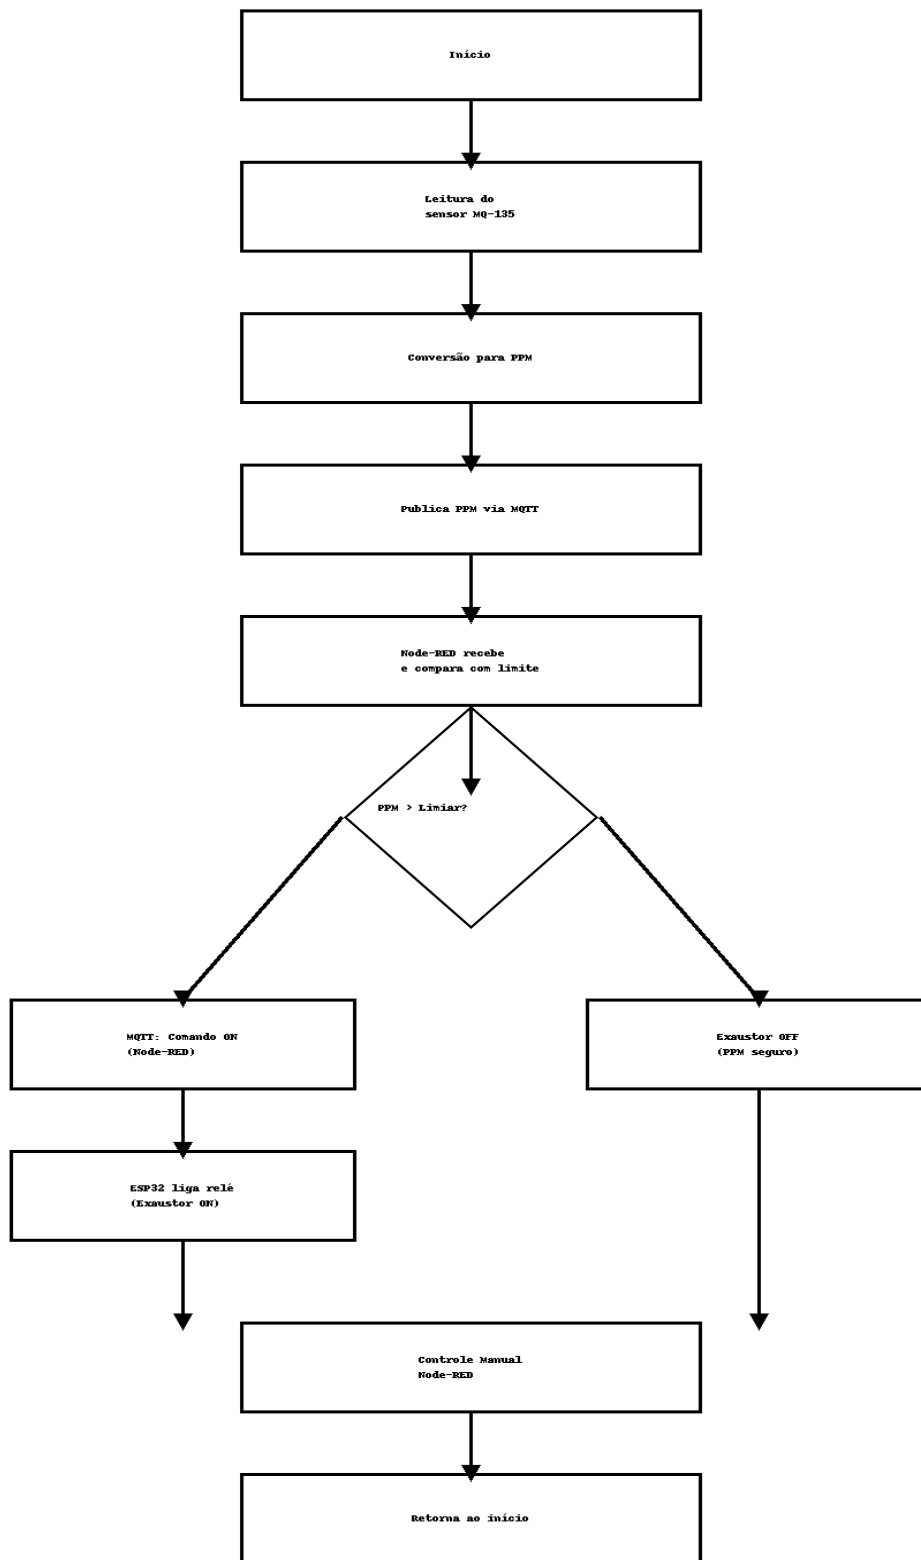 Início
Leitura do
sensor MQ-135
Conversão para PPM
Publica PPM via MQTT
Node-RED recebe
e compara com limite
PPM > Limiar?
MQTT: Comando ON
(Node-RED)
Exaustor OFF
(PPM seguro)
ESP32 liga relé
(Exaustor ON)
Controle Manual
Node-RED
Retorna ao início